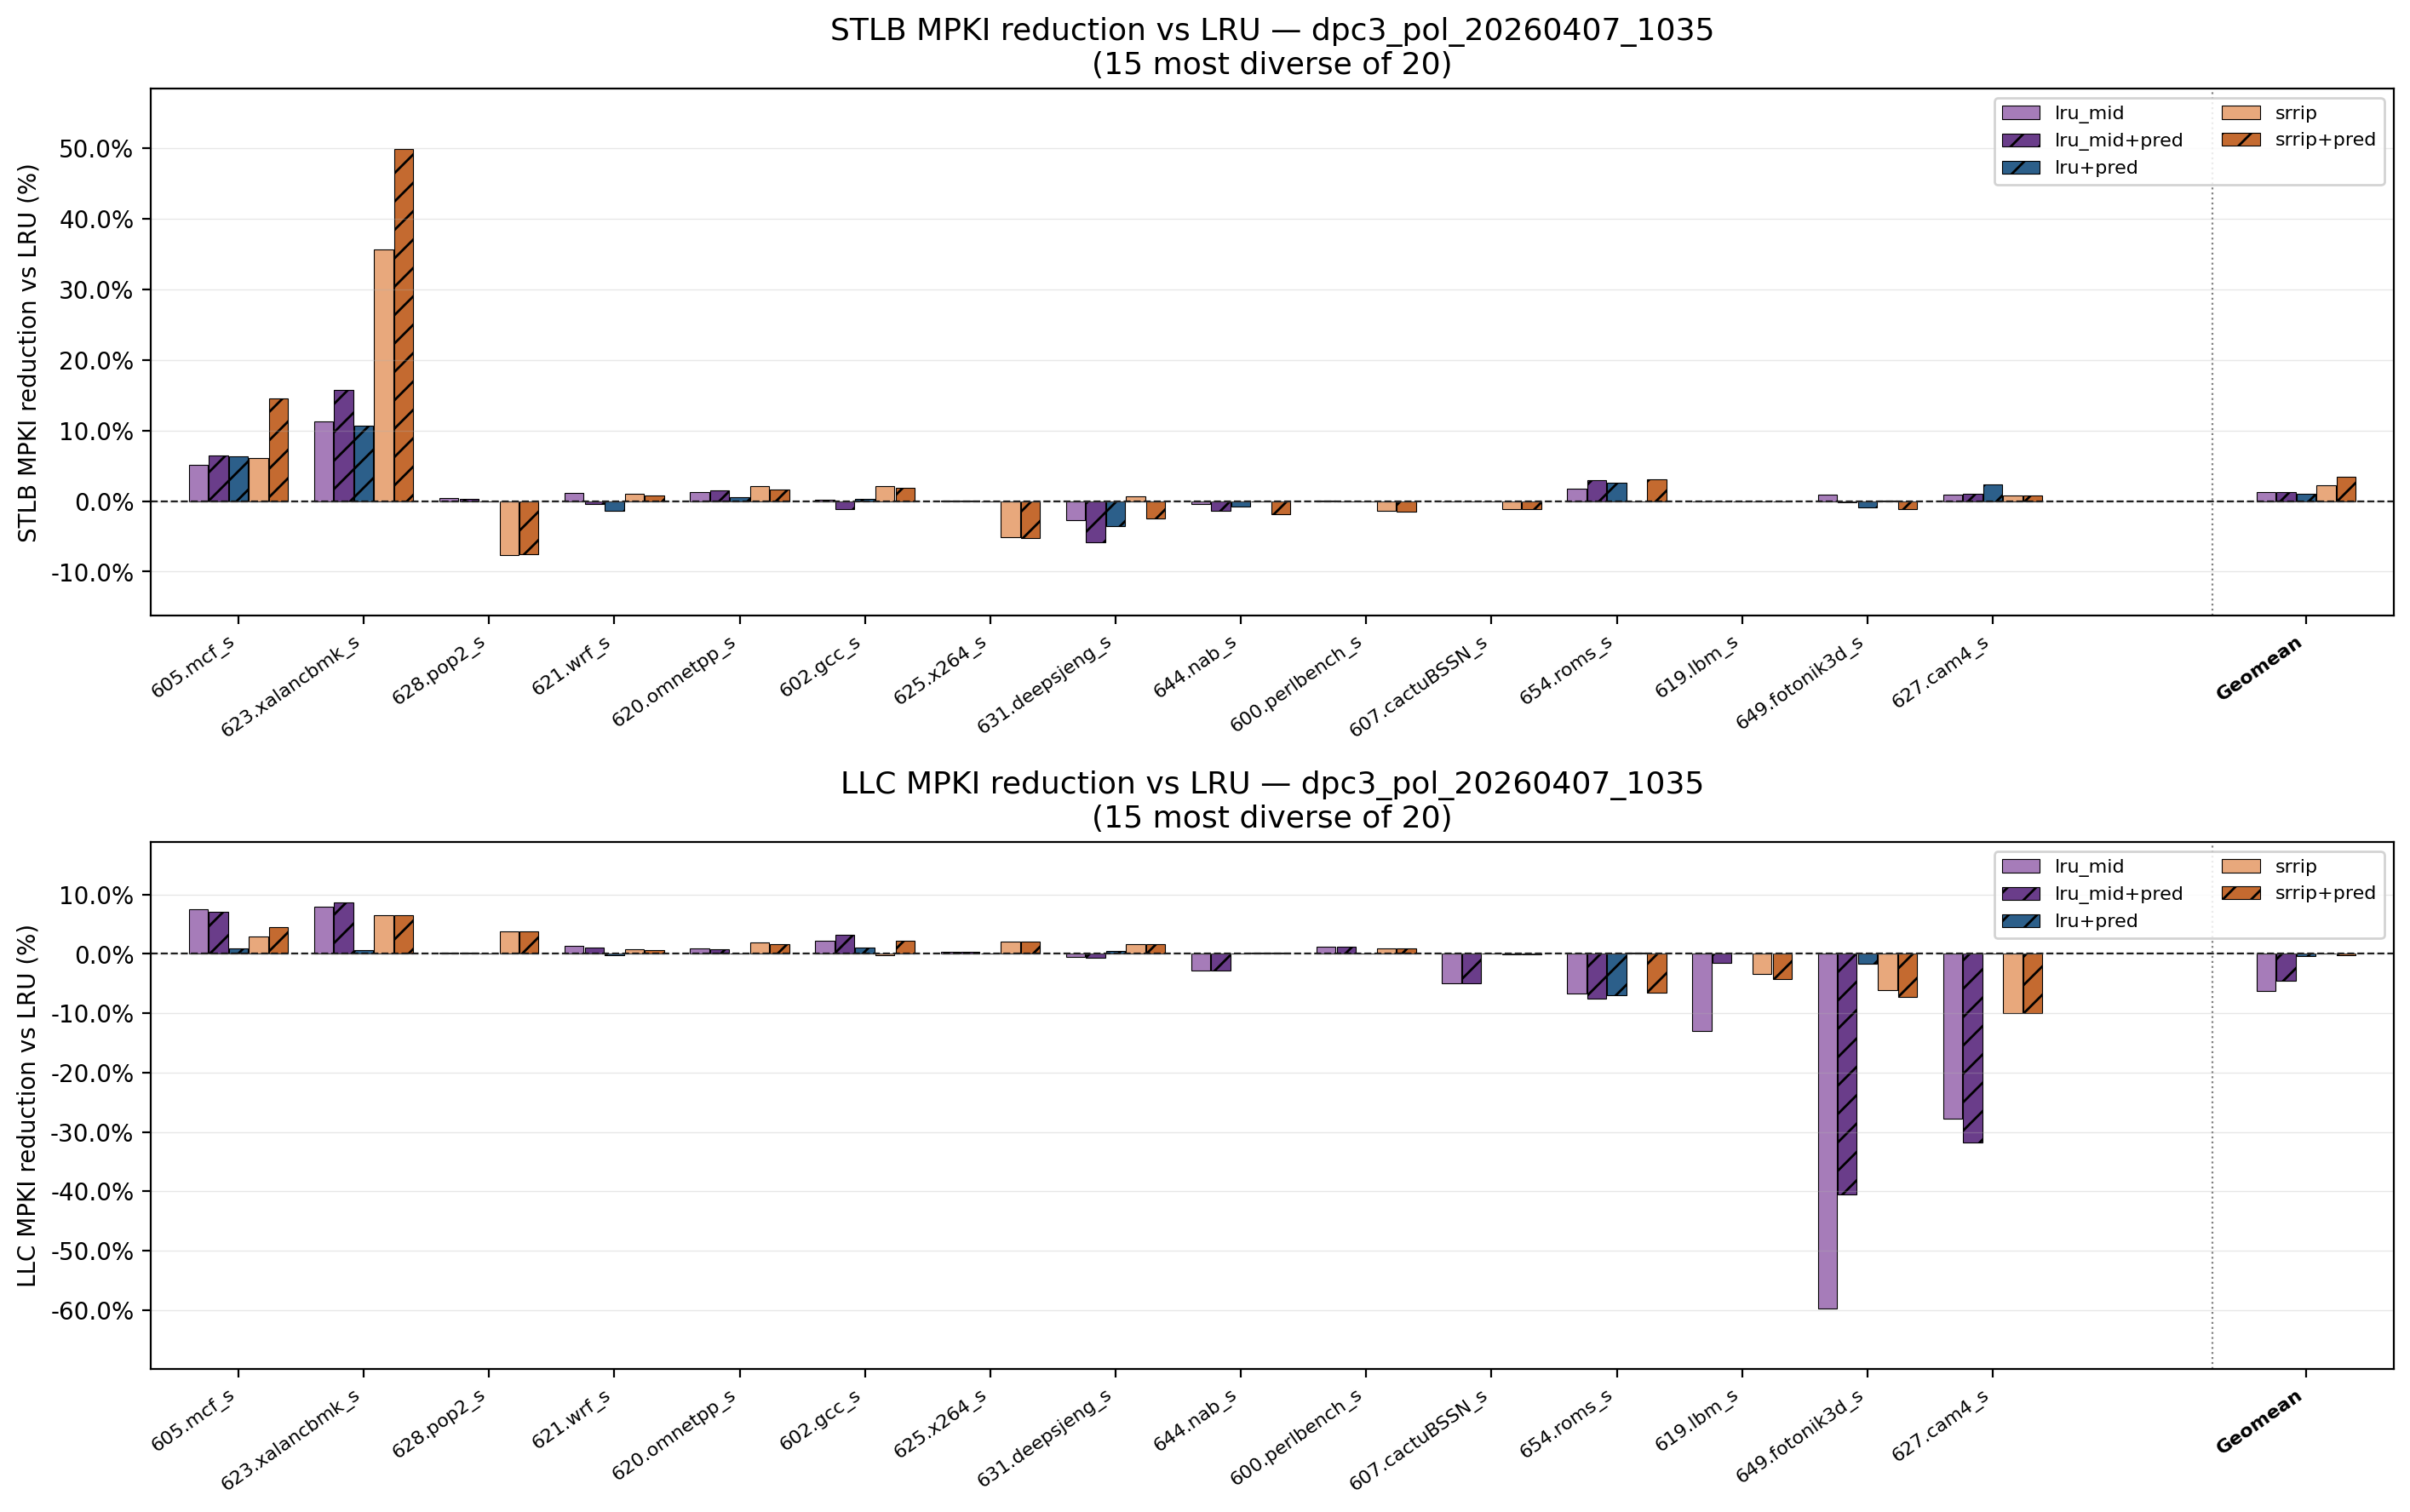 STLB MPKI reduction vs LRU — dpc3_pol_20260407_1035
(15 most diverse of 20)
STLB MPKI reduction vs LRU (%)
50.0%
40.0%
30.0%
20.0%
10.0%
0.0%
-10.0%
lru_mid
lru_mid+pred
lru+pred
srrip
srrip+pred
605.mcf_s
623.xalancbmk_s
628.pop2_s
621.wrf_s
620.omnetpp_s
602.gcc_s
625.x264_s
631.deepsjeng_s
644.nab_s
600.perlbench_s
607.cactuBSSN_s
654.roms_s
619.lbm_s
649.fotonik3d_s
627.cam4_s
Geomean
LLC MPKI reduction vs LRU — dpc3_pol_20260407_1035
(15 most diverse of 20)
LLC MPKI reduction vs LRU (%)
10.0%
0.0%
-10.0%
-20.0%
-30.0%
-40.0%
-50.0%
-60.0%
lru_mid
lru_mid+pred
lru+pred
srrip
srrip+pred
605.mcf_s
623.xalancbmk_s
628.pop2_s
621.wrf_s
620.omnetpp_s
602.gcc_s
625.x264_s
631.deepsjeng_s
644.nab_s
600.perlbench_s
607.cactuBSSN_s
654.roms_s
619.lbm_s
649.fotonik3d_s
627.cam4_s
Geomean